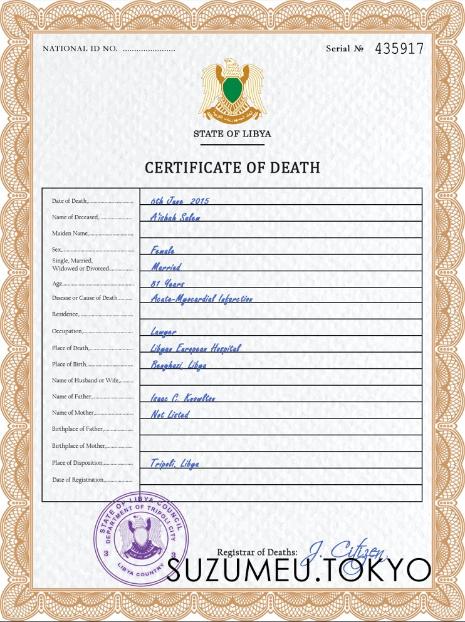 NATIONAL ID NO. ........................
Serial № 435917
STATE OF LIBYA
CERTIFICATE OF DEATH
Date of Death, 6th June 2015
Name of Deceased, A'ishah Salem
Maiden Name,
Sex, Female
Single, Married,
Widowed or Divorced, Married
Age, 81 Years
Disease or Cause of Death Acute-Myocardial Infarction
Residence,
Occupation, Lawyer
Place of Death, Libyan European Hospital
Place of Birth, Benghazi, Libya
Name of Husband or Wife,
Name of Father, Isaac C. Knowlton
Name of Mother, Not Listed
Birthplace of Father,
Birthplace of Mother,
Place of Disposition, Tripoli, Libya
Date of Registration,
STATE OF LIBYA COUNCIL
DEPARTMENT OF TRIPOLI CITY
3 3
LIBYA COUNTRY
Registrar of Deaths: J. Citizen
SUZUMEU.TOKYO